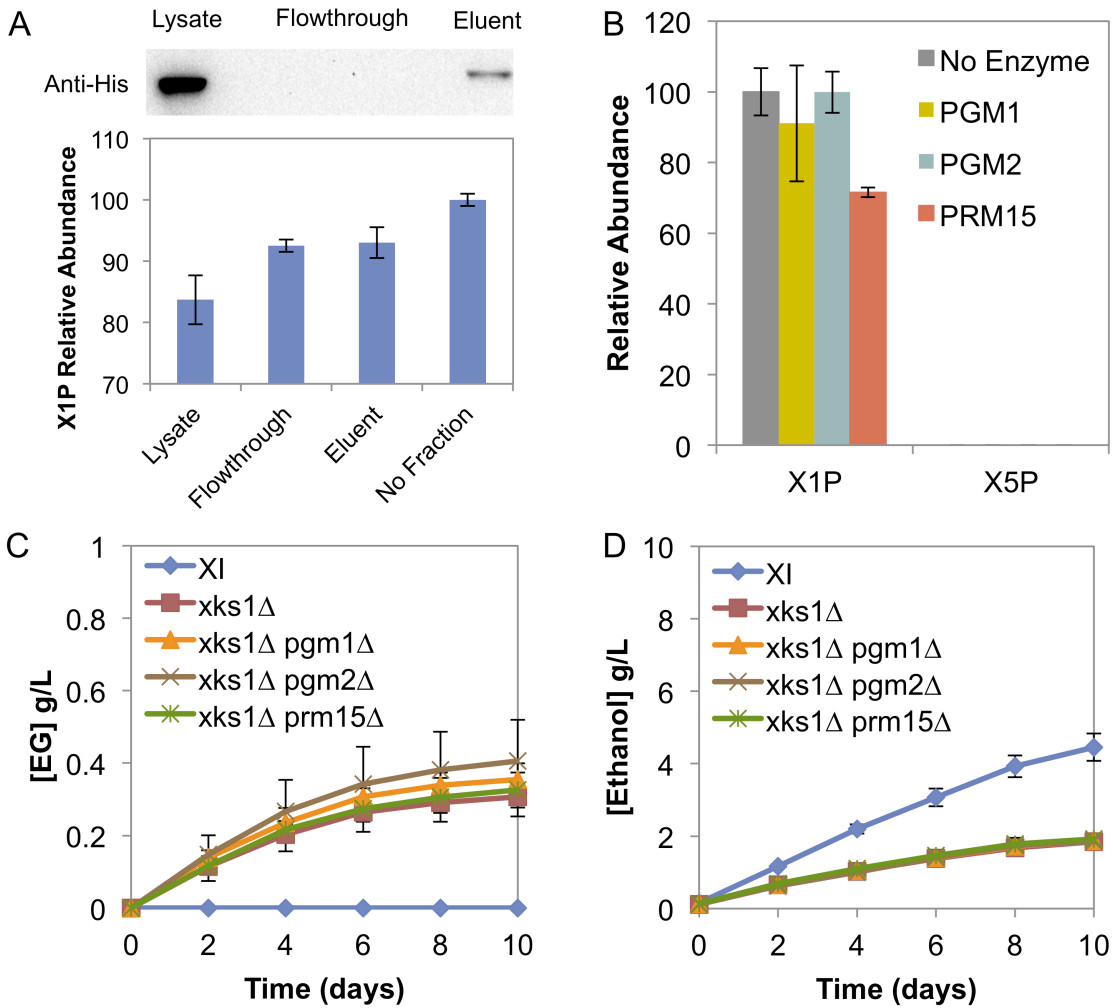 A
Lysate
Flowthrough
Eluent
Anti-His
X1P Relative Abundance
110
100
90
80
70
Lysate
Flowthrough
Eluent
No Fraction
B
Relative Abundance
120
100
80
60
40
20
0
No Enzyme
PGM1
PGM2
PRM15
X1P
X5P
C
[EG] g/L
1
0.8
0.6
0.4
0.2
0
XI
xks1Δ
xks1Δ pgm1Δ
xks1Δ pgm2Δ
xks1Δ prm15Δ
0 2 4 6 8 10
Time (days)
D
[Ethanol] g/L
10
8
6
4
2
0
XI
xks1Δ
xks1Δ pgm1Δ
xks1Δ pgm2Δ
xks1Δ prm15Δ
0 2 4 6 8 10
Time (days)